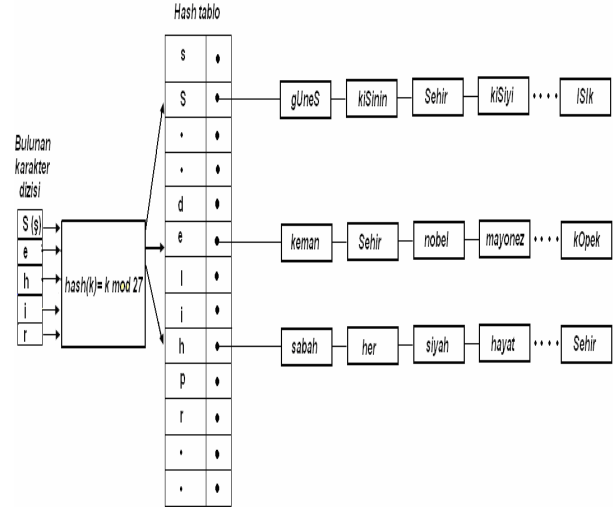 Hash tablo
s
S
gUneS kiSinin Sehir kiSiyi ISIk
Bulunan
karakter
dizisi
d
S (ş)
e
h
i
r
hash(k)= k mod 27
e
keman Sehir nobel mayonez kOpek
l
i
h
sabah her siyah hayat Sehir
p
r